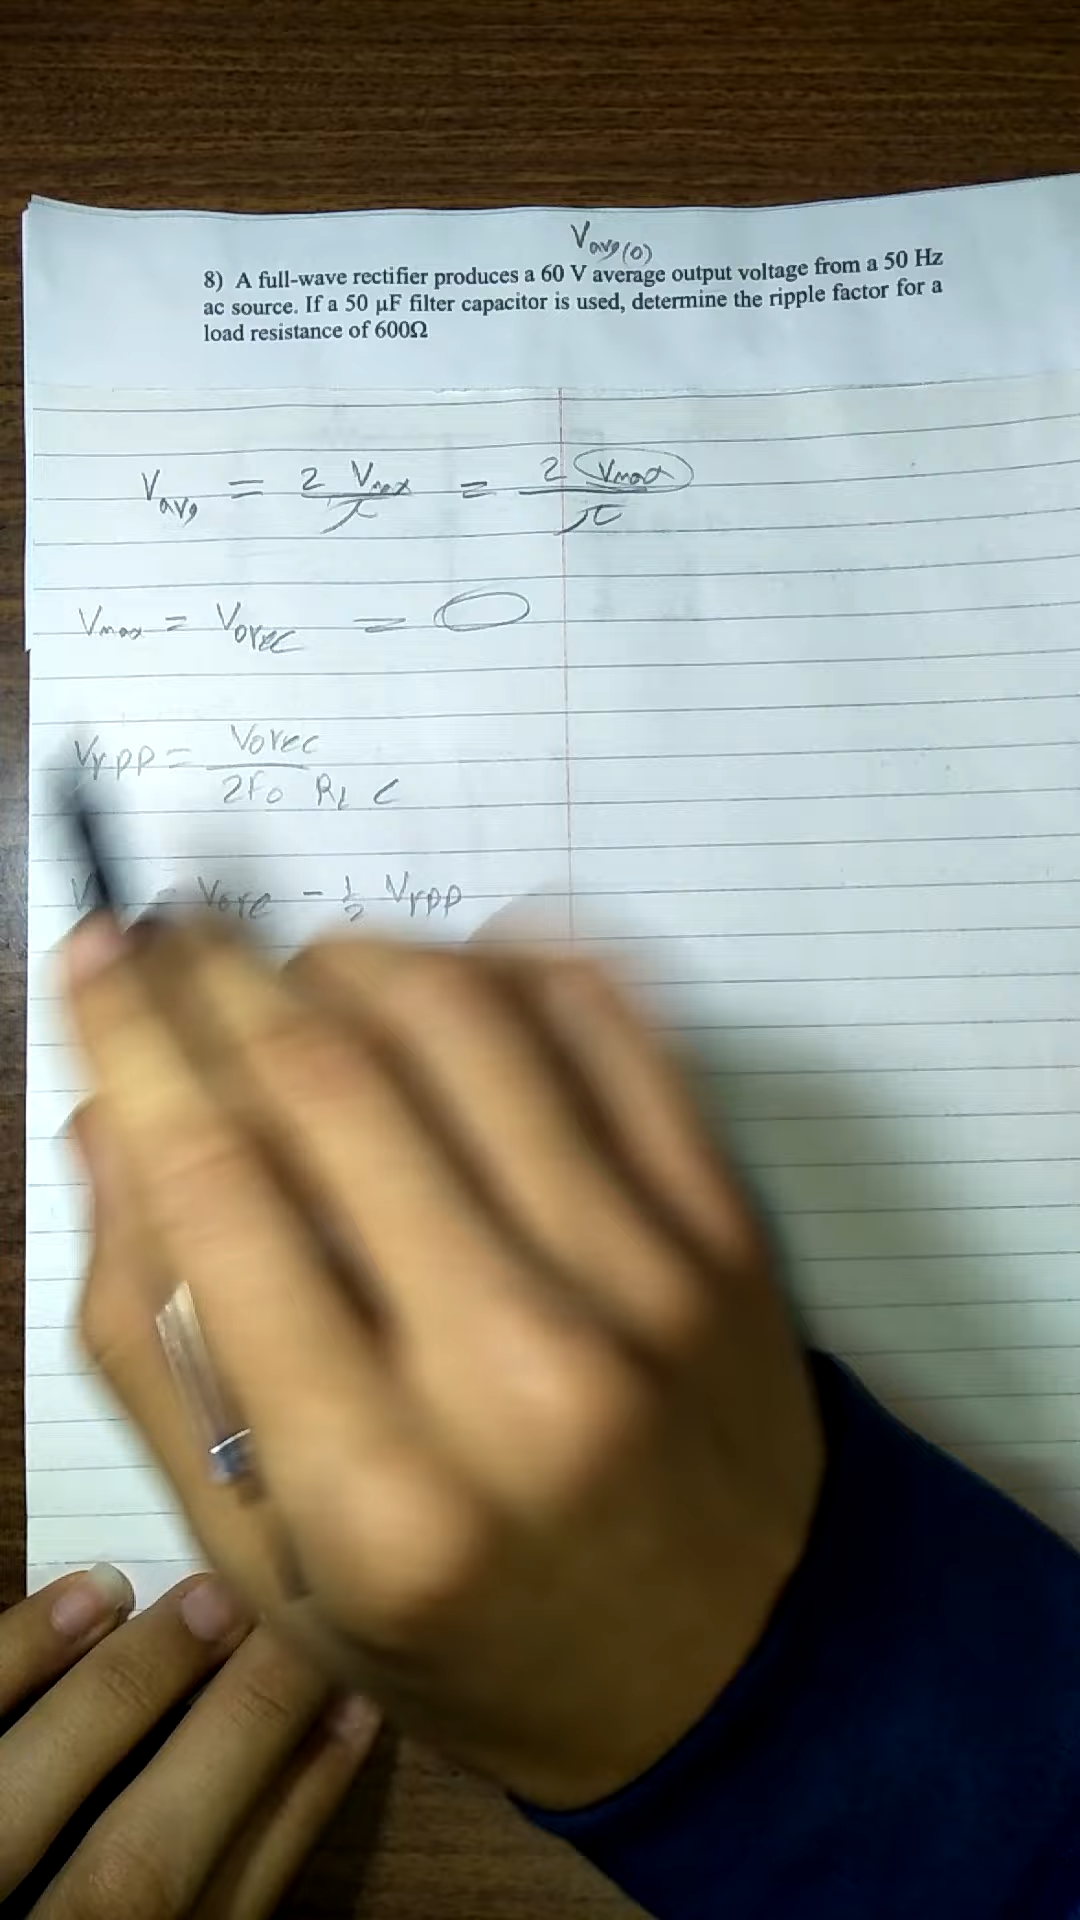 Vavg(0)
8) A full-wave rectifier produces a 60 V average output voltage from a 50 Hz
ac source. If a 50 µF filter capacitor is used, determine the ripple factor for a
load resistance of 600Ω
Vavg = 2 Vmax / π = 2 Vmax / π
Vmax = Vorec =
Vrpp = Vorec / 2Fo RL C
= Vorc - 1/2 Vrpp